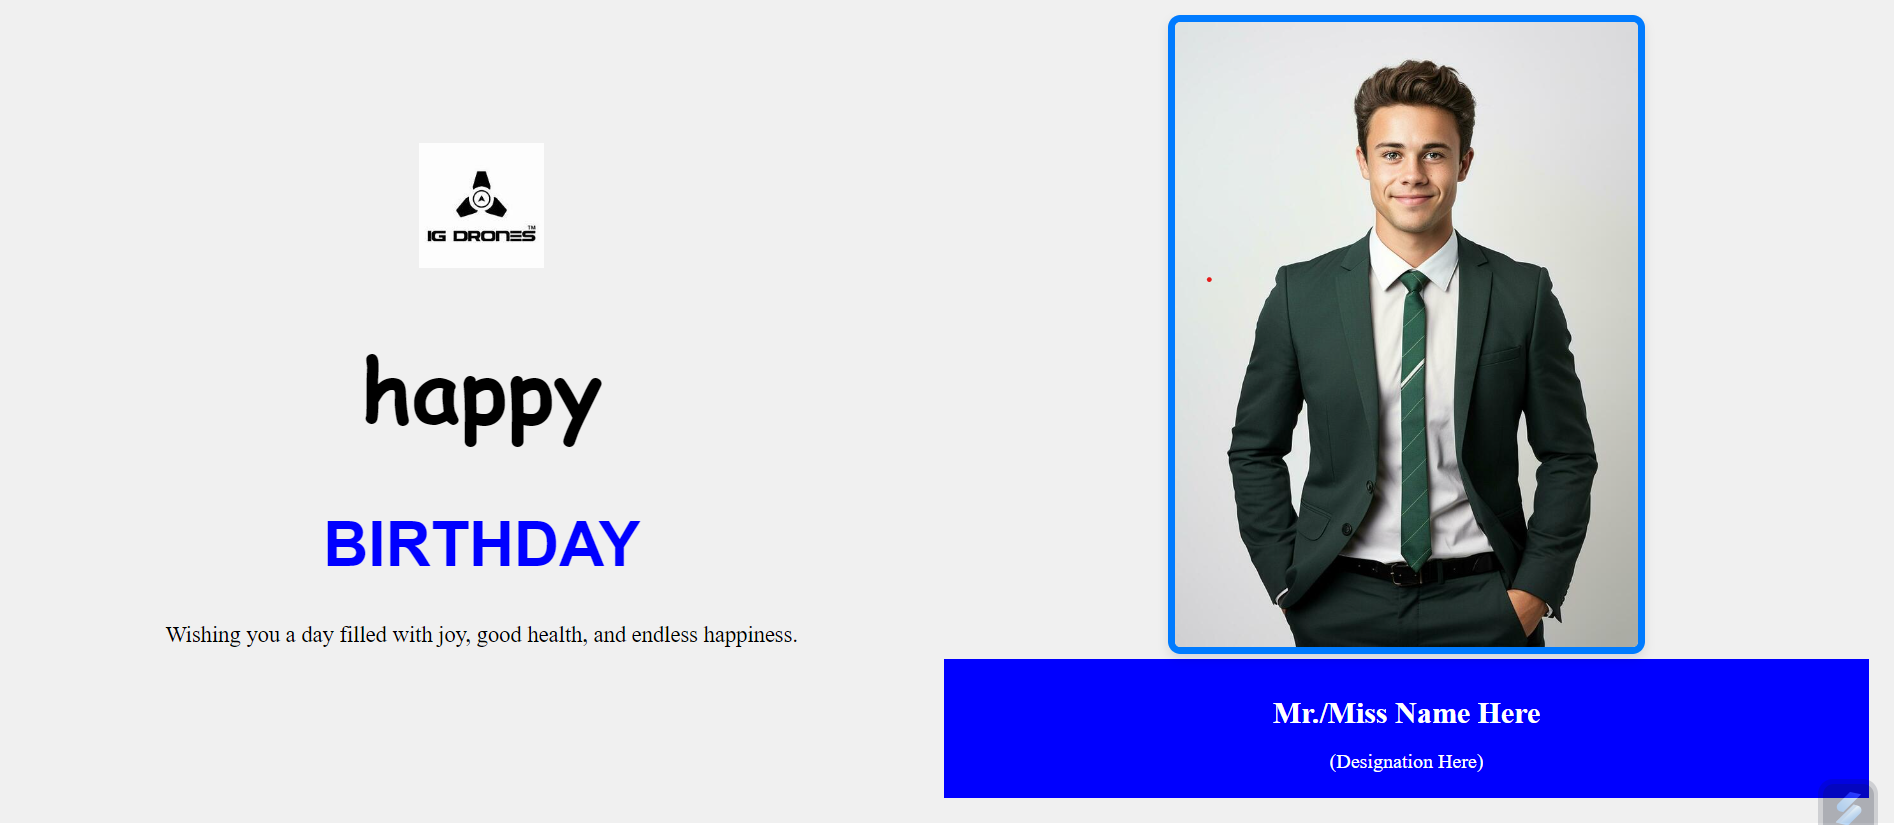 IG DRONES™
happy
BIRTHDAY
Wishing you a day filled with joy, good health, and endless happiness.
Mr./Miss Name Here
(Designation Here)